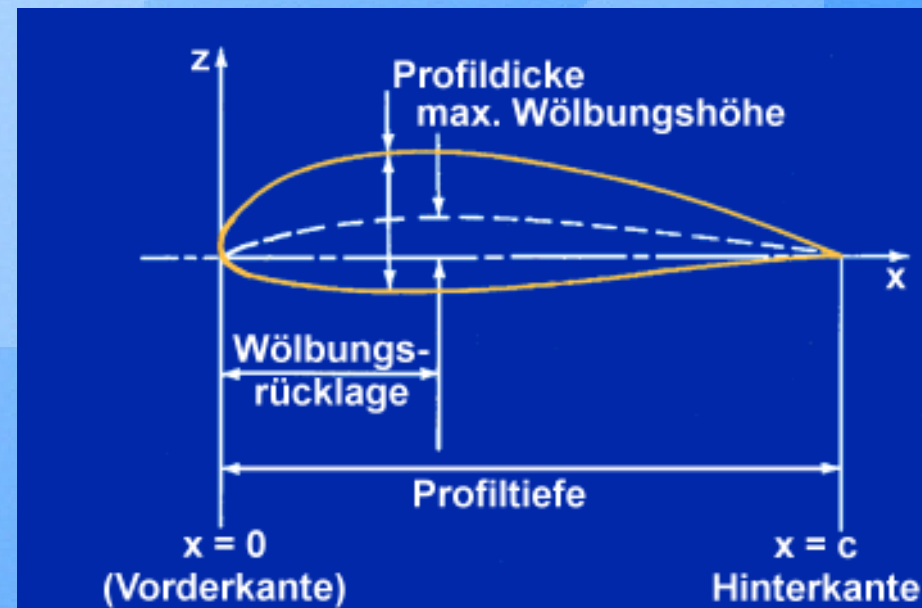 z
Profildicke
max. Wölbungshöhe
x
Wölbungs-
rücklage
Profiltiefe
x = 0
x = c
(Vorderkante)
Hinterkante